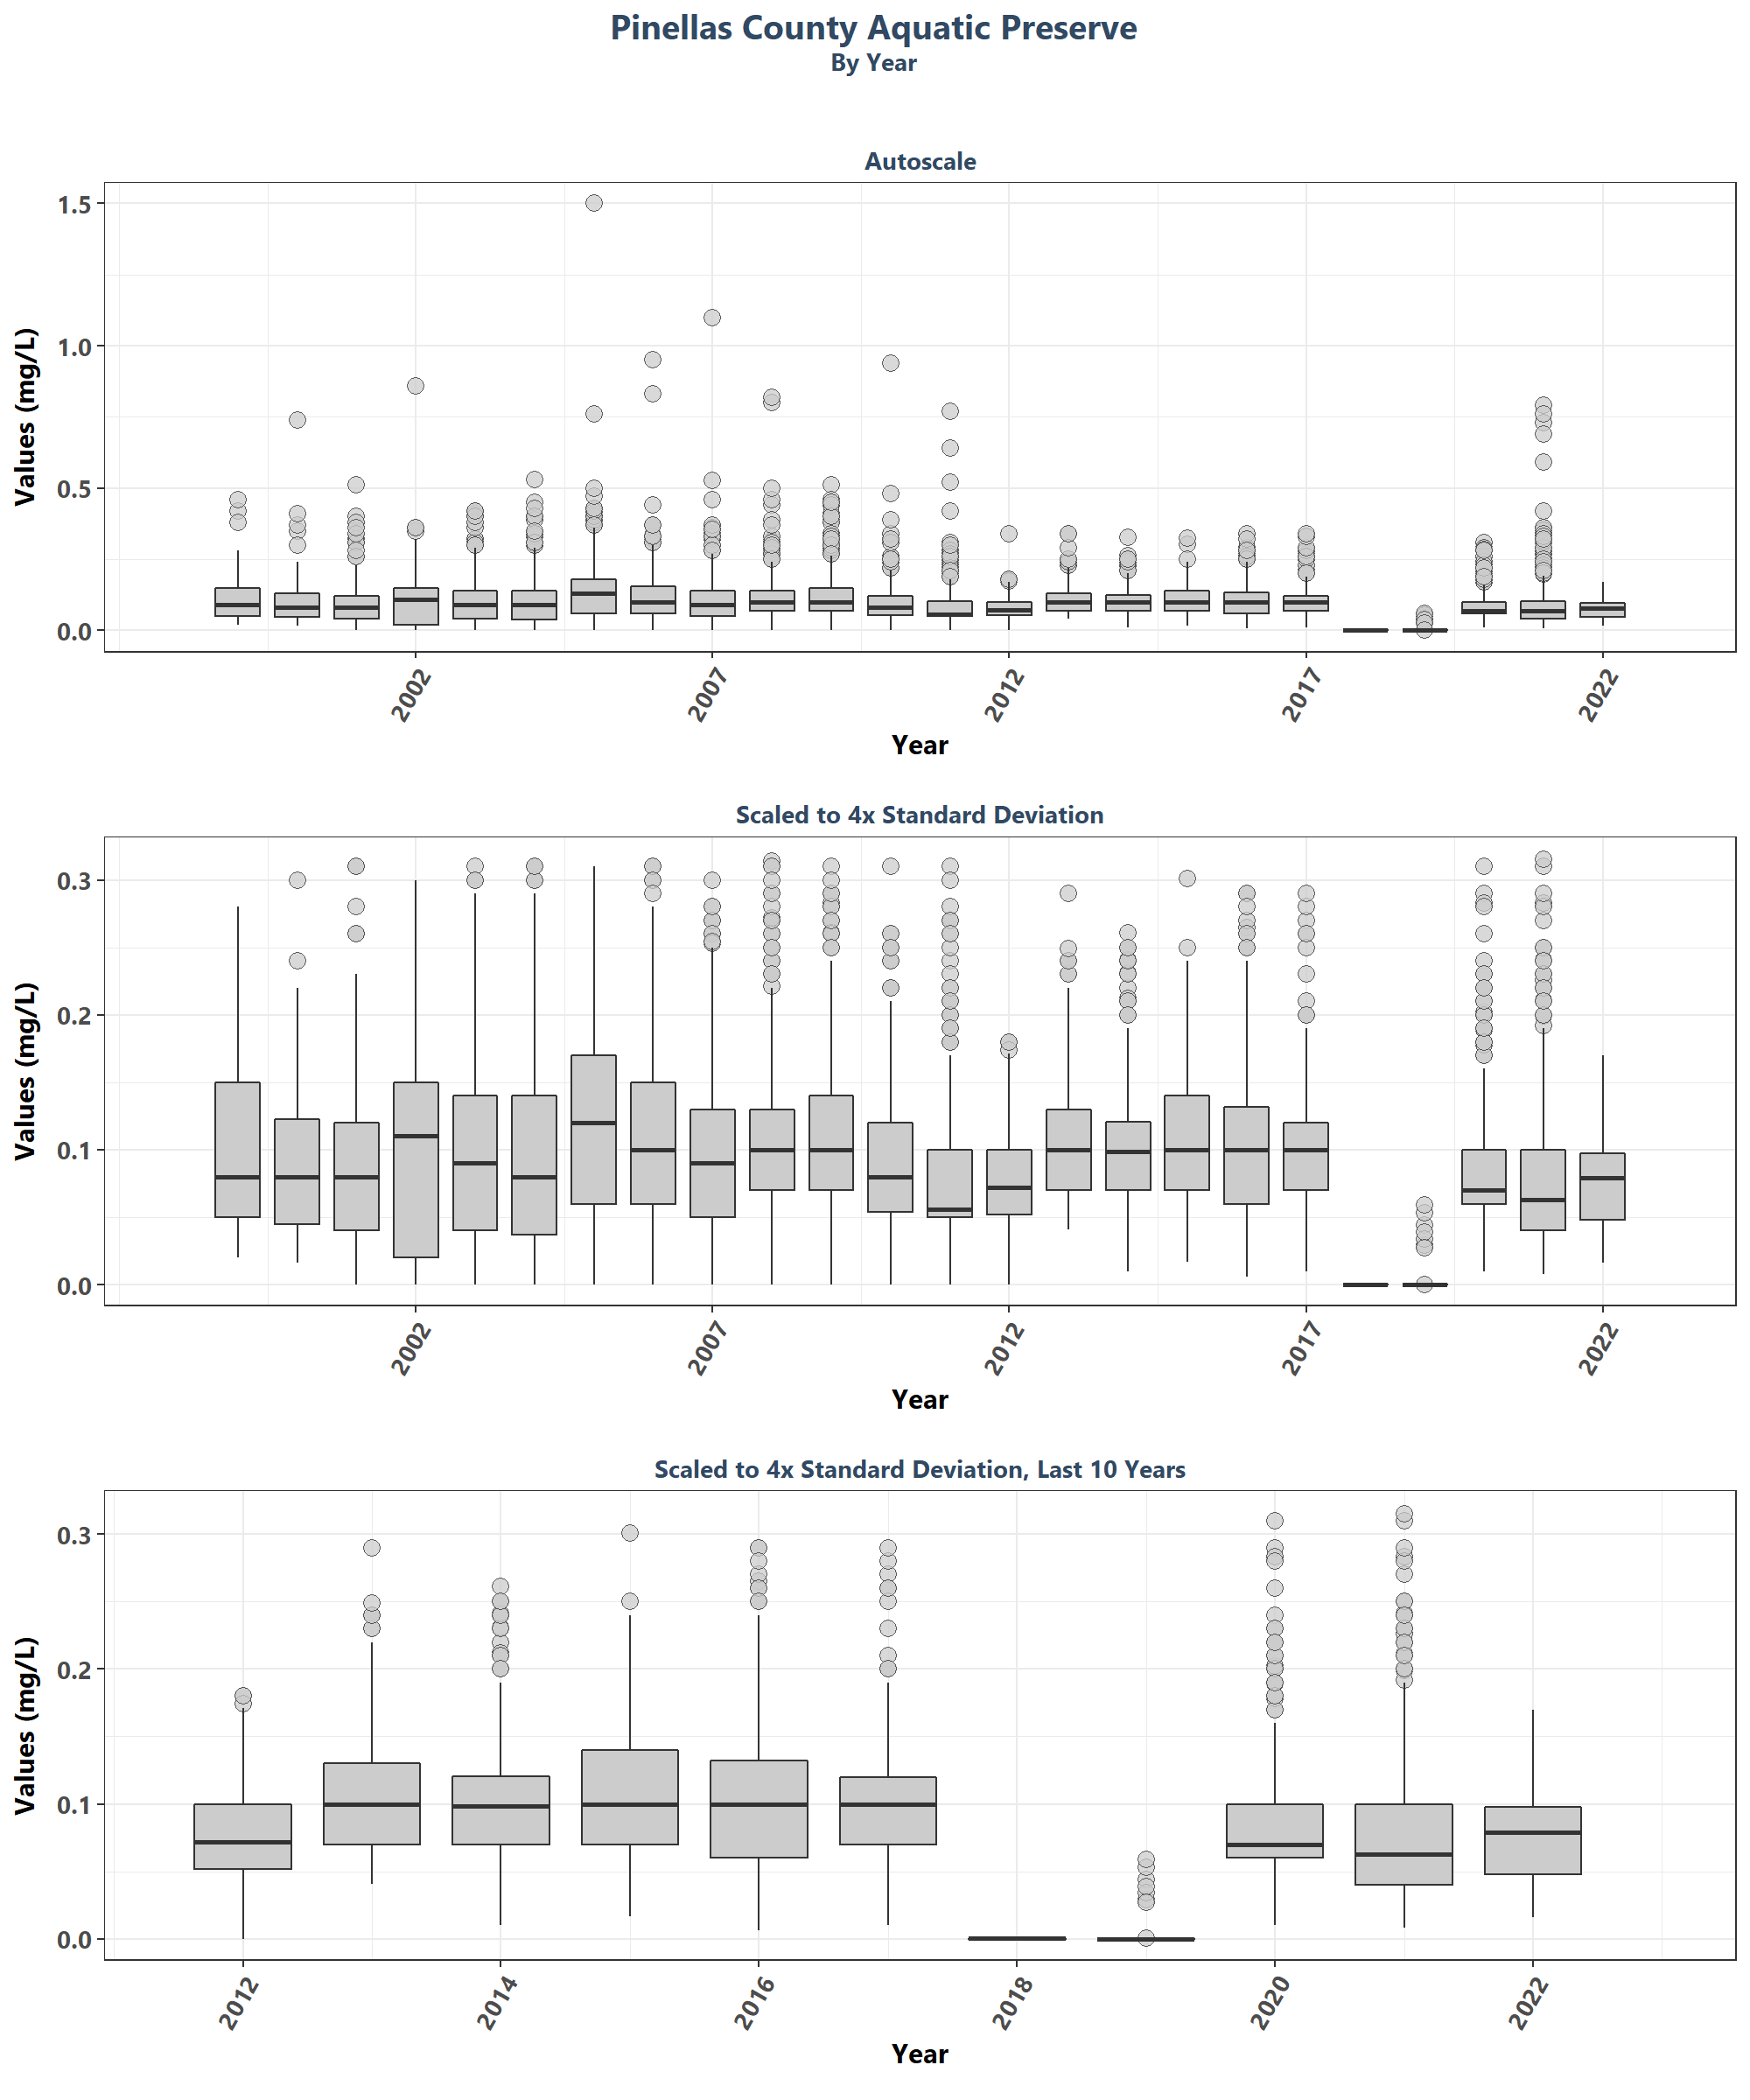 Pinellas County Aquatic Preserve
By Year
Autoscale
Values (mg/L)
1.5
1.0
0.5
0.0
2002 2007 2012 2017 2022
Year
Scaled to 4x Standard Deviation
Values (mg/L)
0.3
0.2
0.1
0.0
2002 2007 2012 2017 2022
Year
Scaled to 4x Standard Deviation, Last 10 Years
Values (mg/L)
0.3
0.2
0.1
0.0
2012 2014 2016 2018 2020 2022
Year